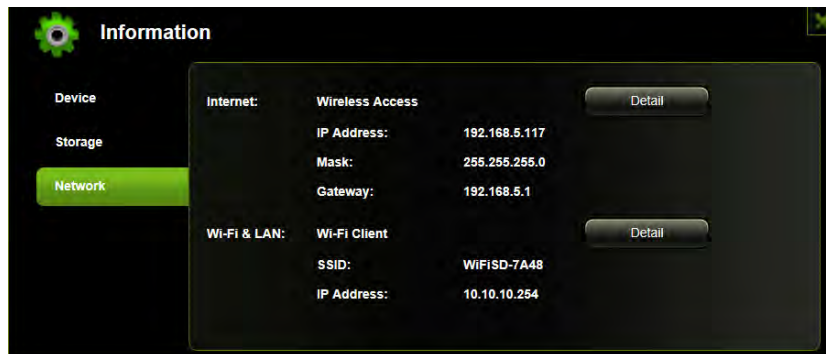 Information
Device
Storage
Network
Internet: Wireless Access Detail
IP Address: 192.168.5.117
Mask: 255.255.255.0
Gateway: 192.168.5.1
Wi-Fi & LAN: Wi-Fi Client Detail
SSID: WiFiSD-7A48
IP Address: 10.10.10.254